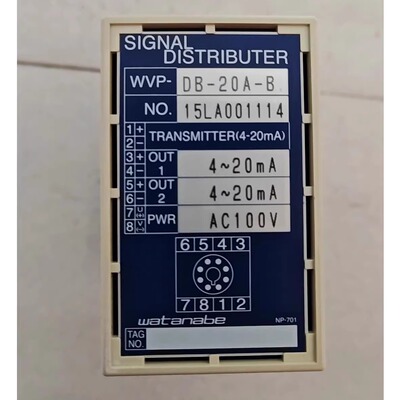 SIGNAL
DISTRIBUTER
WVP- DB-20A-B
NO. 15LA001114
1 + TRANSMITTER(4-20mA)
2 -
3 + OUT 1 4~20mA
4 -
5 + OUT 2 4~20mA
6 -
7 U PWR AC100V
8 V
6 5 4 3
7 8 1 2
watanabe NP-701
TAG NO.